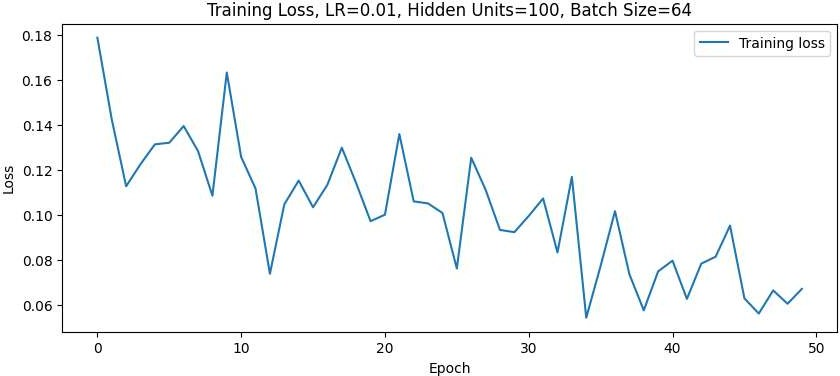 Training Loss, LR=0.01, Hidden Units=100, Batch Size=64
Training loss
Loss
0.18
0.16
0.14
0.12
0.10
0.08
0.06
0 10 20 30 40 50
Epoch